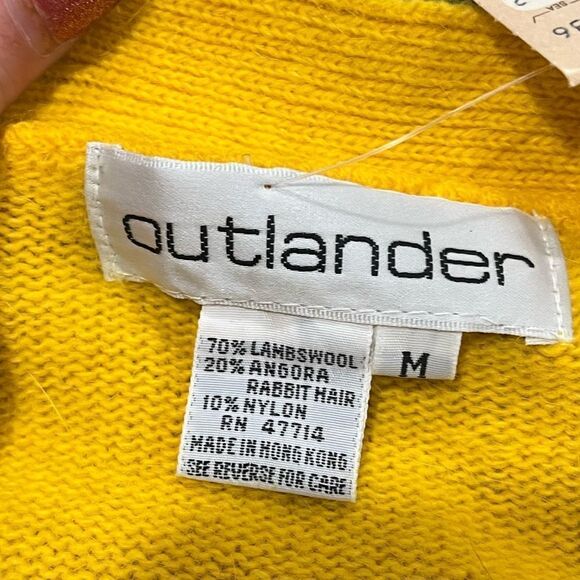 outlander
70% LAMBSWOOL
20% ANGORA
RABBIT HAIR
10% NYLON
RN 47714
MADE IN HONG KONG
SEE REVERSE FOR CARE
M